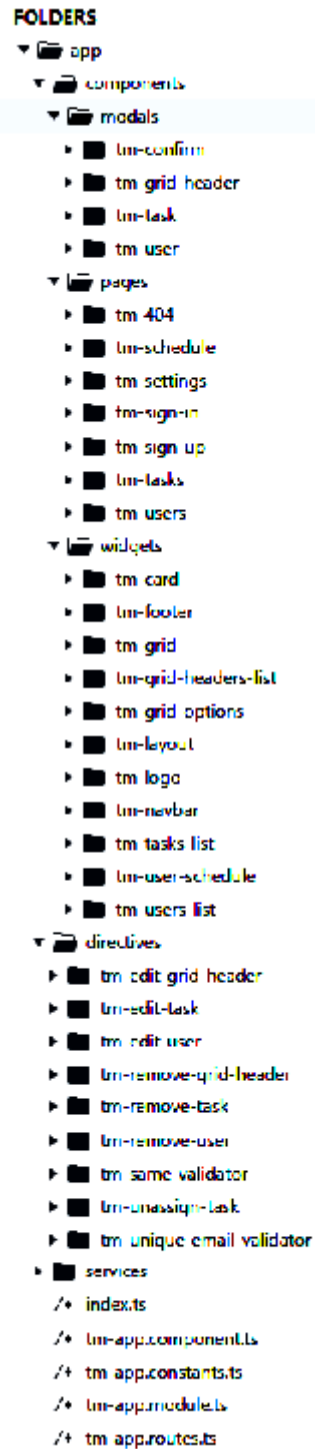 FOLDERS
app
components
modals
tm-confirm
tm-grid-header
tm-task
tm-user
pages
tm-404
tm-schedule
tm-settings
tm-sign-in
tm-sign-up
tm-tasks
tm-users
widgets
tm-card
tm-footer
tm-grid
tm-grid-headers-list
tm-grid-options
tm-layout
tm-logo
tm-navbar
tm-tasks-list
tm-user-schedule
tm-users-list
directives
tm-edit-grid-header
tm-edit-task
tm-edit-user
tm-remove-grid-header
tm-remove-task
tm-remove-user
tm-same-validator
tm-unassign-task
tm-unique-email-validator
services
/* index.ts
/* tm-app.component.ts
/* tm-app.constants.ts
/* tm-app.module.ts
/* tm-app.routes.ts